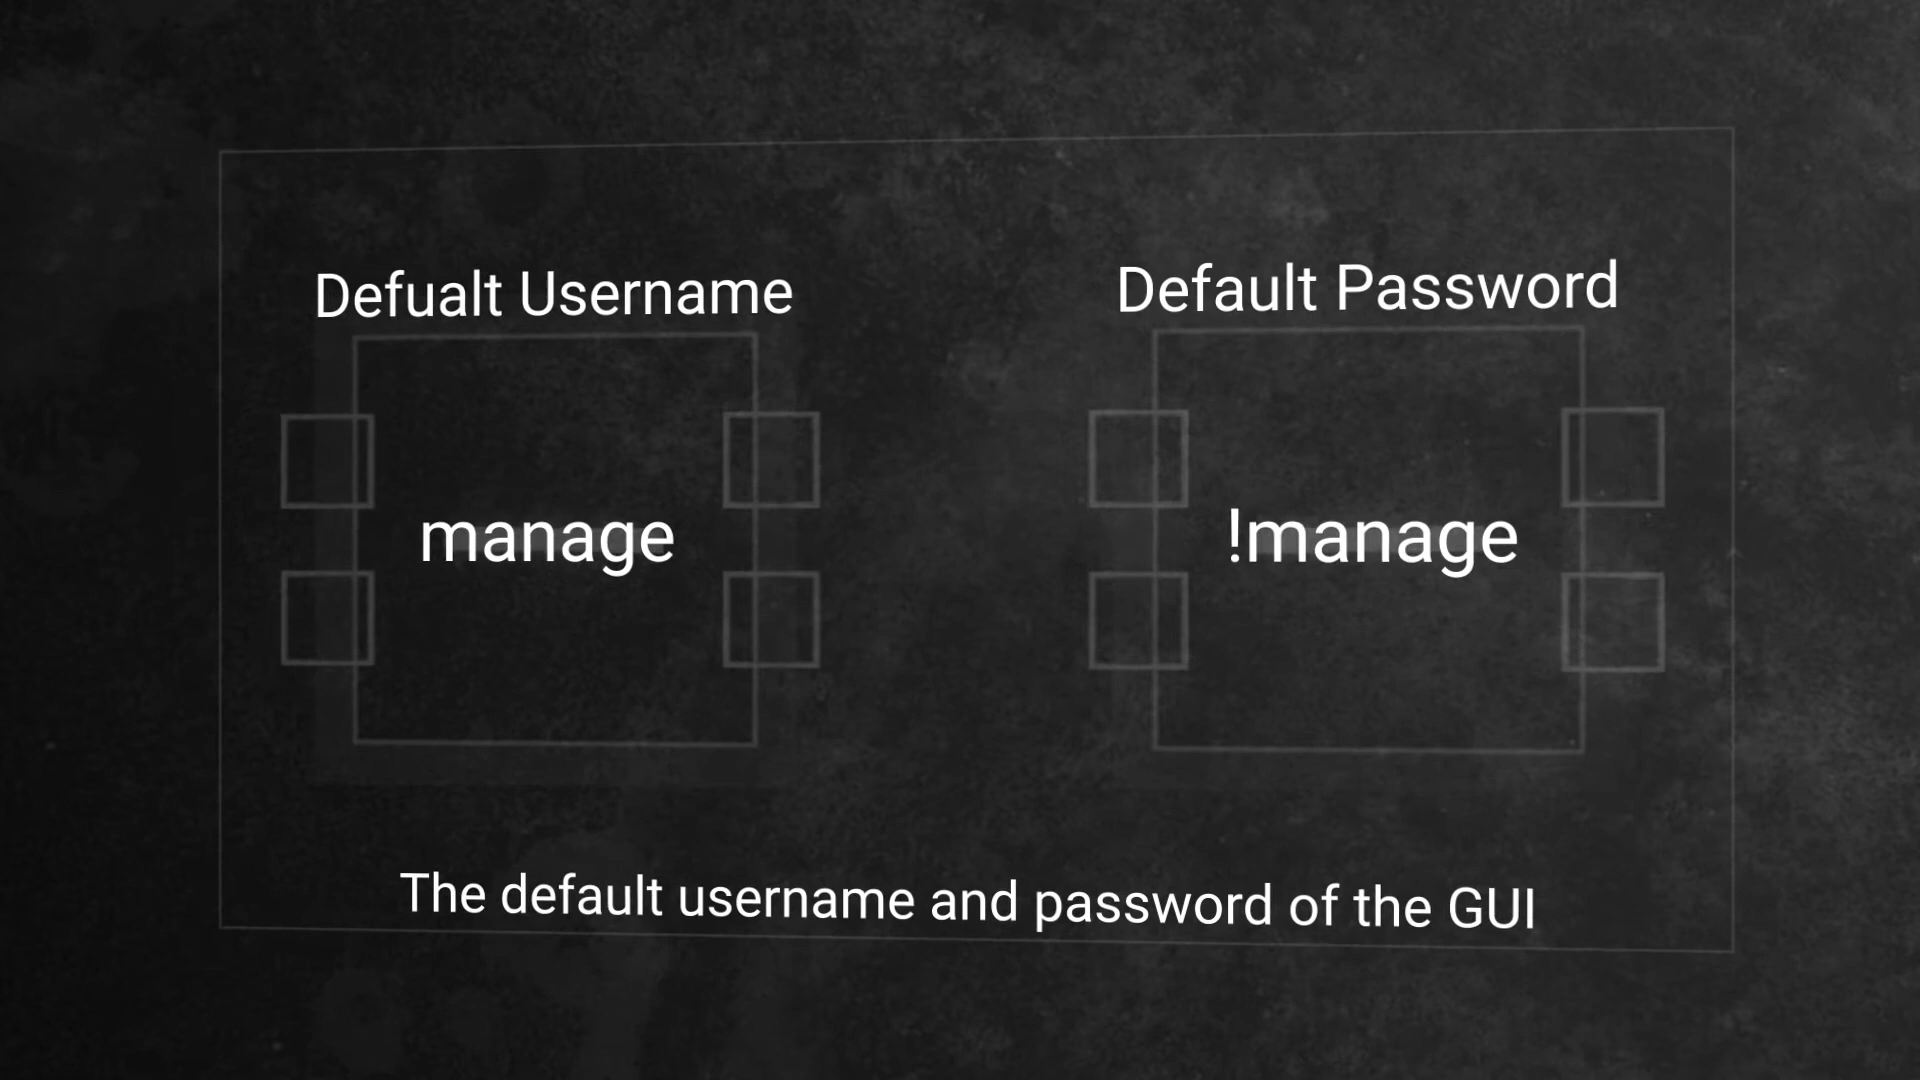 Defualt Username
Default Password
manage
!manage
The default username and password of the GUI